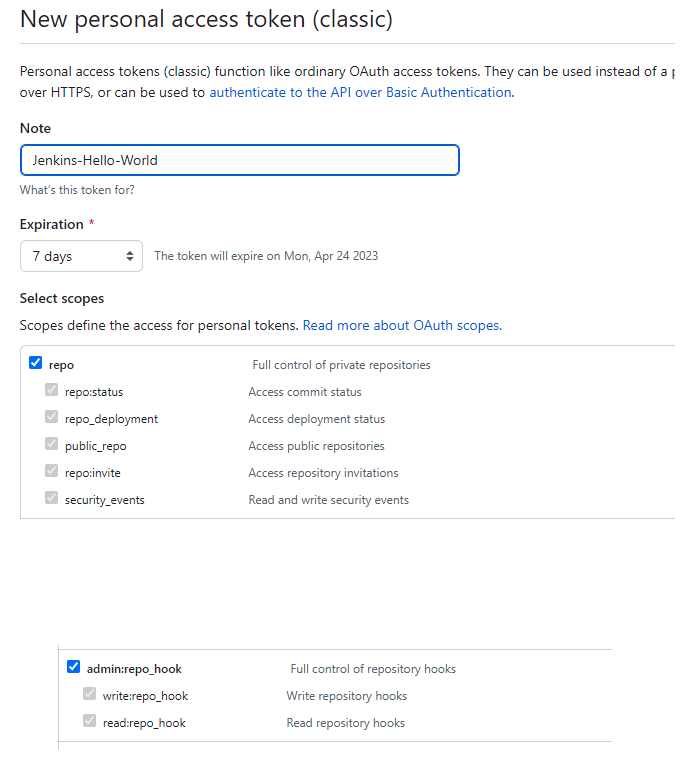 New personal access token (classic)
Personal access tokens (classic) function like ordinary OAuth access tokens. They can be used instead of a
over HTTPS, or can be used to authenticate to the API over Basic Authentication.
Note
Jenkins-Hello-World
What's this token for?
Expiration *
7 days The token will expire on Mon, Apr 24 2023
Select scopes
Scopes define the access for personal tokens. Read more about OAuth scopes.
repo Full control of private repositories
repo:status Access commit status
repo_deployment Access deployment status
public_repo Access public repositories
repo:invite Access repository invitations
security_events Read and write security events
admin:repo_hook Full control of repository hooks
write:repo_hook Write repository hooks
read:repo_hook Read repository hooks